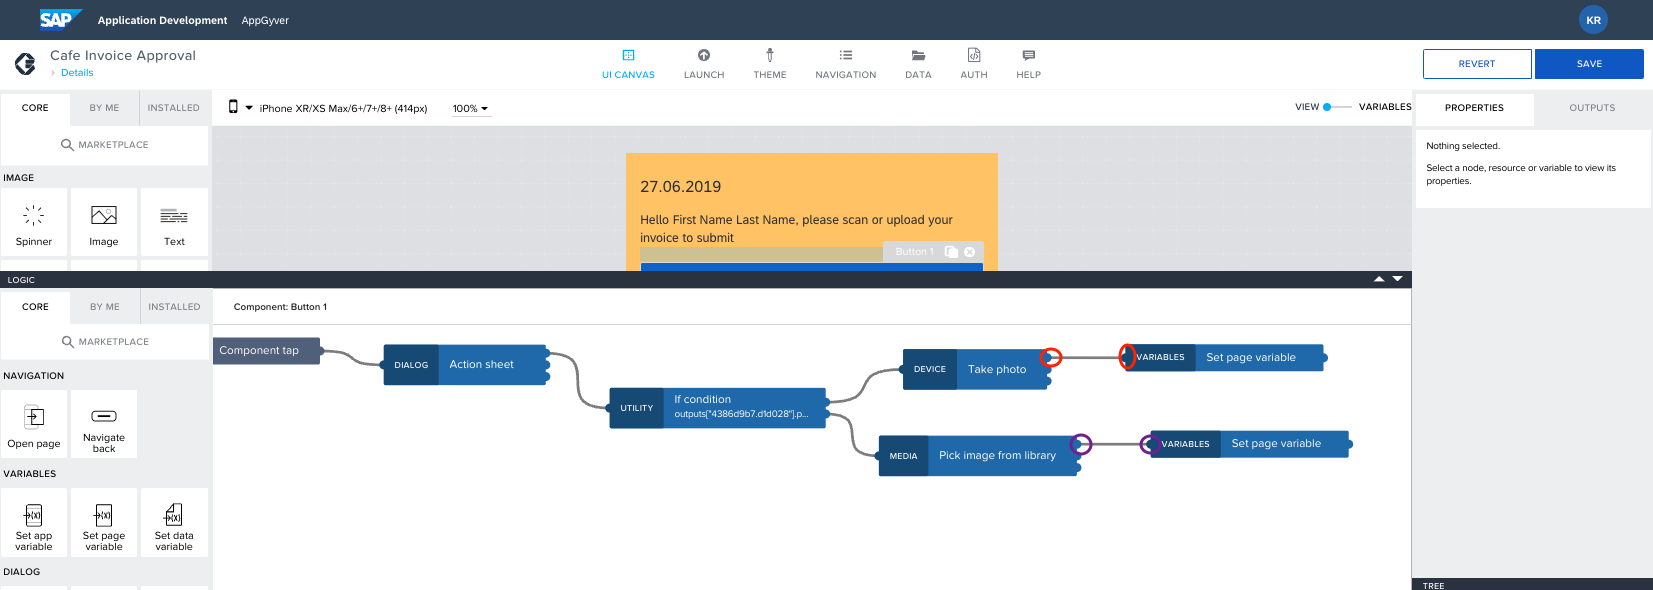 SAP Application Development AppGyver KR
Cafe Invoice Approval
Details
UI CANVAS LAUNCH THEME NAVIGATION DATA AUTH HELP
REVERT SAVE
CORE BY ME INSTALLED
MARKETPLACE
iPhone XR/XS Max/6+/7+/8+ (414px) 100%
VIEW VARIABLES
PROPERTIES OUTPUTS
Nothing selected.
Select a node, resource or variable to view its
properties.
IMAGE
Spinner Image Text
27.06.2019
Hello First Name Last Name, please scan or upload your
invoice to submit
Button 1
LOGIC
CORE BY ME INSTALLED
MARKETPLACE
Component: Button 1
NAVIGATION
Open page
Navigate
back
VARIABLES
Set app
variable
Set page
variable
Set data
variable
DIALOG
Component tap
DIALOG Action sheet
UTILITY If condition
outputs["4386d9b7.d1d028"].p...
DEVICE Take photo
VARIABLES Set page variable
MEDIA Pick image from library
VARIABLES Set page variable
TREE